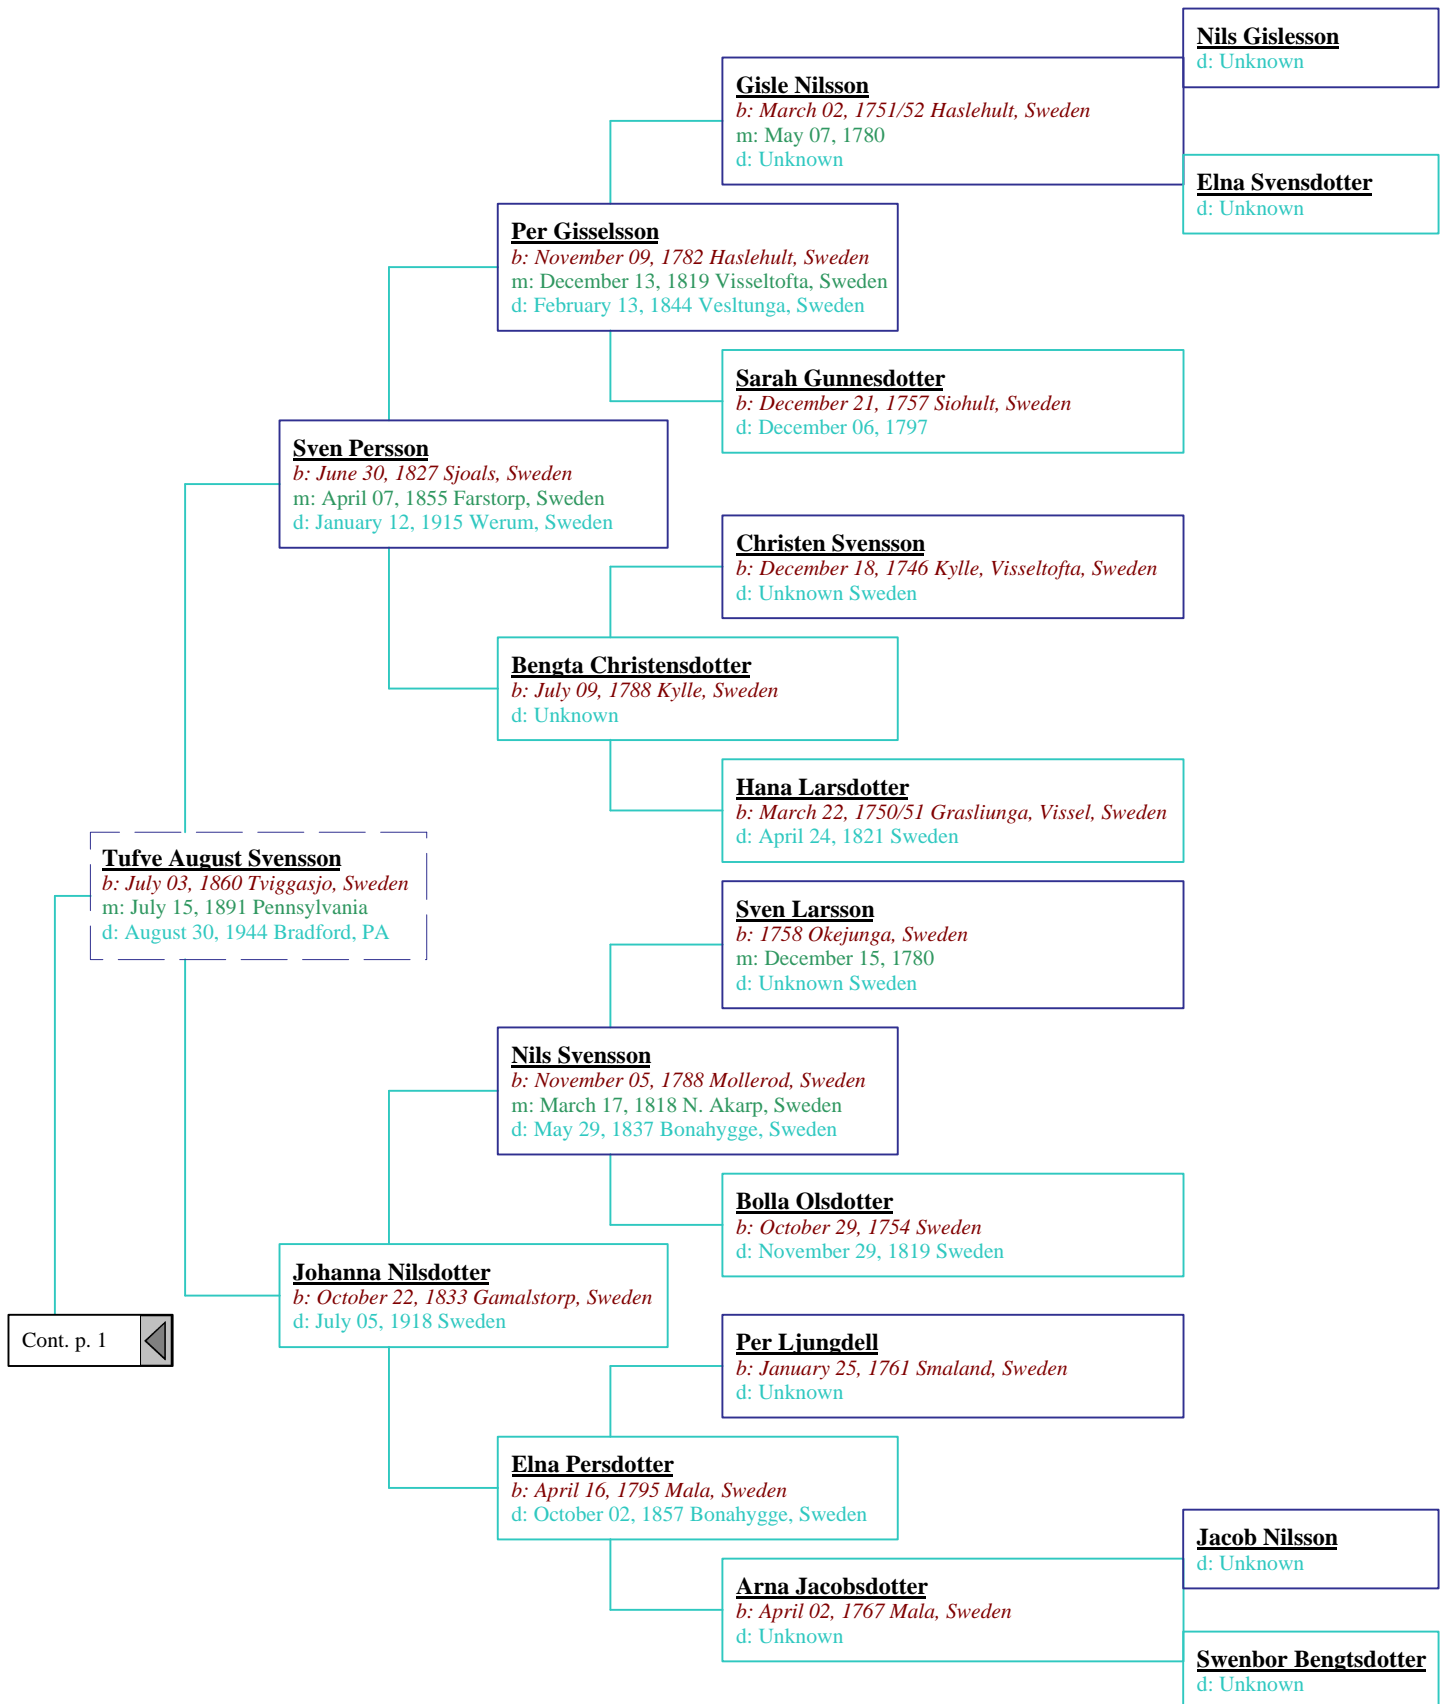 Nils Gislesson
d: Unknown
Gisle Nilsson
b: March 02, 1751/52 Haslehult, Sweden
m: May 07, 1780
d: Unknown
Elna Svensdotter
d: Unknown
Per Gisselsson
b: November 09, 1782 Haslehult, Sweden
m: December 13, 1819 Visseltofta, Sweden
d: February 13, 1844 Vesltunga, Sweden
Sarah Gunnesdotter
b: December 21, 1757 Siohult, Sweden
d: December 06, 1797
Sven Persson
b: June 30, 1827 Sjoals, Sweden
m: April 07, 1855 Farstorp, Sweden
d: January 12, 1915 Werum, Sweden
Christen Svensson
b: December 18, 1746 Kylle, Visseltofta, Sweden
d: Unknown Sweden
Bengta Christensdotter
b: July 09, 1788 Kylle, Sweden
d: Unknown
Hana Larsdotter
b: March 22, 1750/51 Grasliunga, Vissel, Sweden
d: April 24, 1821 Sweden
Tufve August Svensson
b: July 03, 1860 Tviggasjo, Sweden
m: July 15, 1891 Pennsylvania
d: August 30, 1944 Bradford, PA
Sven Larsson
b: 1758 Okejunga, Sweden
m: December 15, 1780
d: Unknown Sweden
Nils Svensson
b: November 05, 1788 Mollerod, Sweden
m: March 17, 1818 N. Akarp, Sweden
d: May 29, 1837 Bonahygge, Sweden
Bolla Olsdotter
b: October 29, 1754 Sweden
d: November 29, 1819 Sweden
Johanna Nilsdotter
b: October 22, 1833 Gamalstorp, Sweden
d: July 05, 1918 Sweden
Cont. p. 1
Per Ljungdell
b: January 25, 1761 Smaland, Sweden
d: Unknown
Elna Persdotter
b: April 16, 1795 Mala, Sweden
d: October 02, 1857 Bonahygge, Sweden
Jacob Nilsson
d: Unknown
Arna Jacobsdotter
b: April 02, 1767 Mala, Sweden
d: Unknown
Swenbor Bengtsdotter
d: Unknown